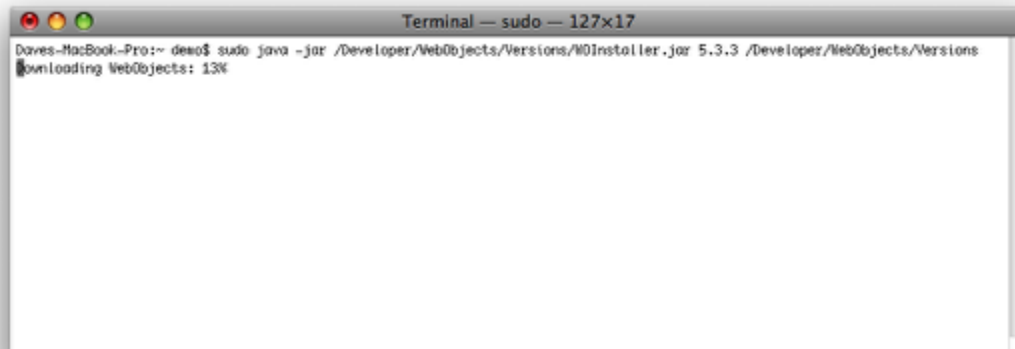 Terminal — sudo — 127×17
Daves-MacBook-Pro:~ demo$ sudo java -jar /Developer/WebObjects/Versions/WOInstaller.jar 5.3.3 /Developer/WebObjects/Versions
Downloading WebObjects: 13%